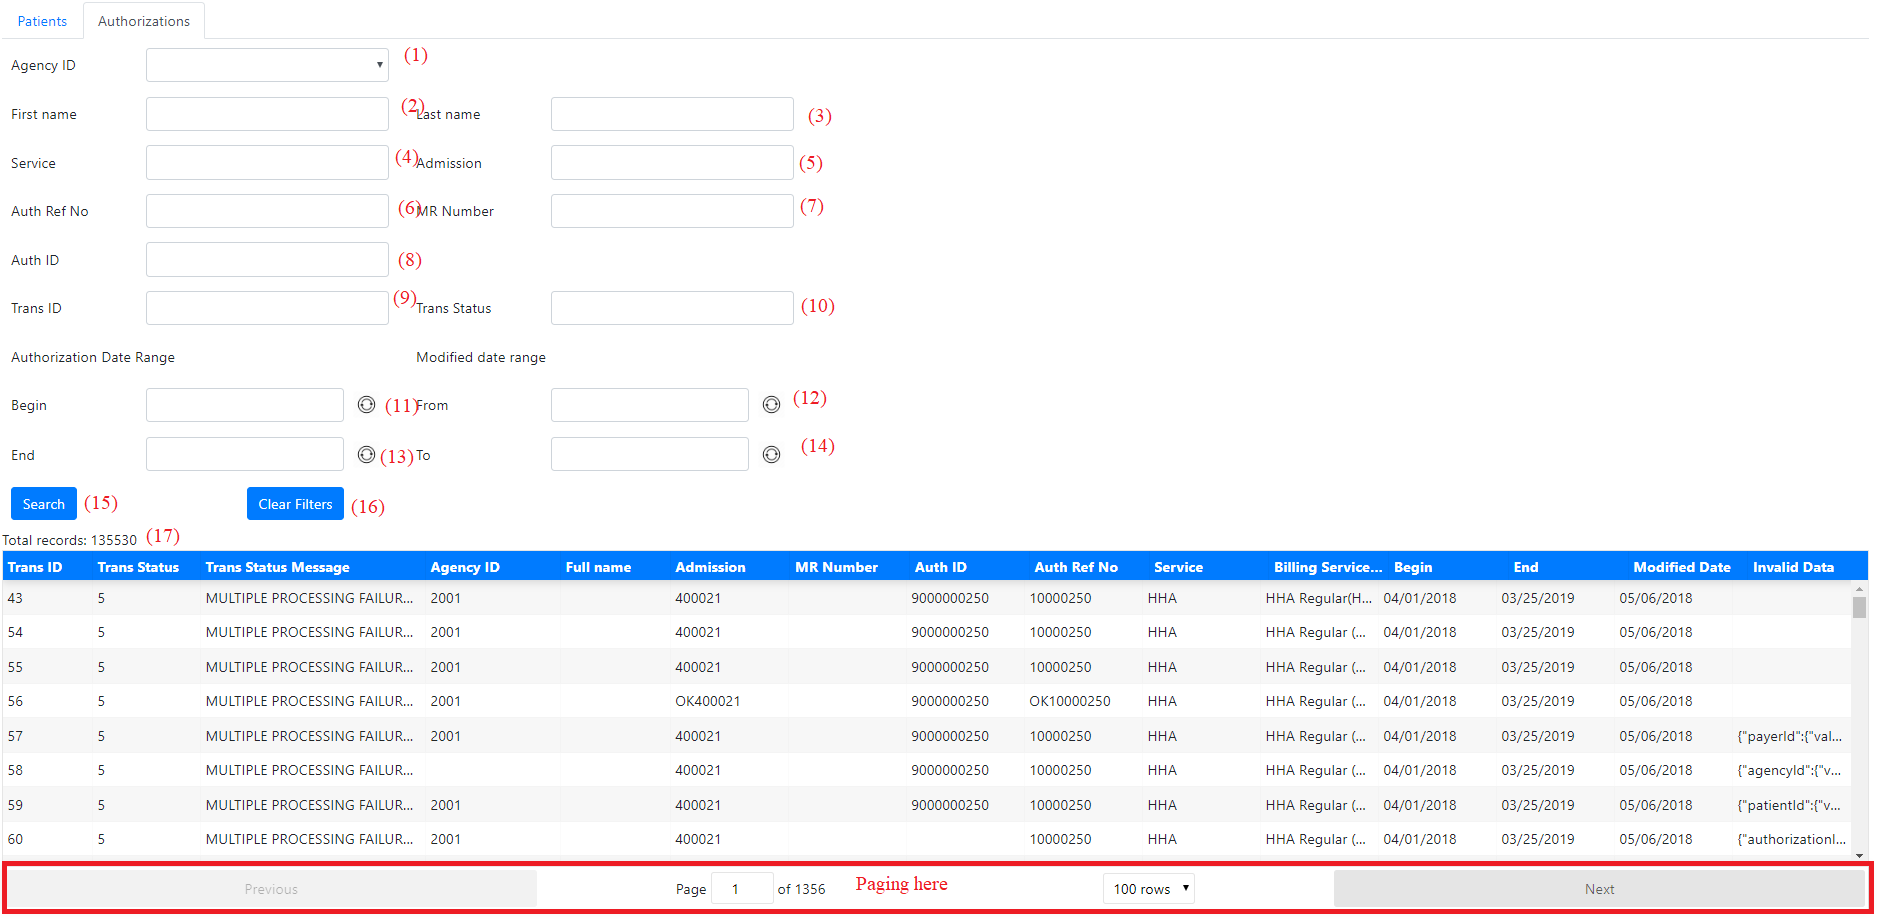 Patients Authorizations
Agency ID (1)
First name (2) Last name (3)
Service (4) Admission (5)
Auth Ref No (6) MR Number (7)
Auth ID (8)
Trans ID (9) Trans Status (10)
Authorization Date Range Modified date range
Begin (11) From (12)
End (13) To (14)
Search (15) Clear Filters (16)
Total records: 135530 (17)
Trans ID Trans Status Trans Status Message Agency ID Full name Admission MR Number Auth ID Auth Ref No Service Billing Service... Begin End Modified Date Invalid Data
43 5 MULTIPLE PROCESSING FAILUR... 2001 400021 9000000250 10000250 HHA HHA Regular(H... 04/01/2018 03/25/2019 05/06/2018
54 5 MULTIPLE PROCESSING FAILUR... 2001 400021 9000000250 10000250 HHA HHA Regular (... 04/01/2018 03/25/2019 05/06/2018
55 5 MULTIPLE PROCESSING FAILUR... 2001 400021 9000000250 10000250 HHA HHA Regular (... 04/01/2018 03/25/2019 05/06/2018
56 5 MULTIPLE PROCESSING FAILUR... 2001 OK400021 9000000250 OK10000250 HHA HHA Regular (... 04/01/2018 03/25/2019 05/06/2018
57 5 MULTIPLE PROCESSING FAILUR... 2001 400021 9000000250 10000250 HHA HHA Regular (... 04/01/2018 03/25/2019 05/06/2018 {"payerId":{"val...
58 5 MULTIPLE PROCESSING FAILUR... 400021 9000000250 10000250 HHA HHA Regular (... 04/01/2018 03/25/2019 05/06/2018 {"agencyId":{"v...
59 5 MULTIPLE PROCESSING FAILUR... 2001 400021 9000000250 10000250 HHA HHA Regular (... 04/01/2018 03/25/2019 05/06/2018 {"patientId":{"v...
60 5 MULTIPLE PROCESSING FAILUR... 2001 400021 10000250 HHA HHA Regular (... 04/01/2018 03/25/2019 05/06/2018 {"authorizationI...
Previous Page 1 of 1356 Paging here 100 rows Next